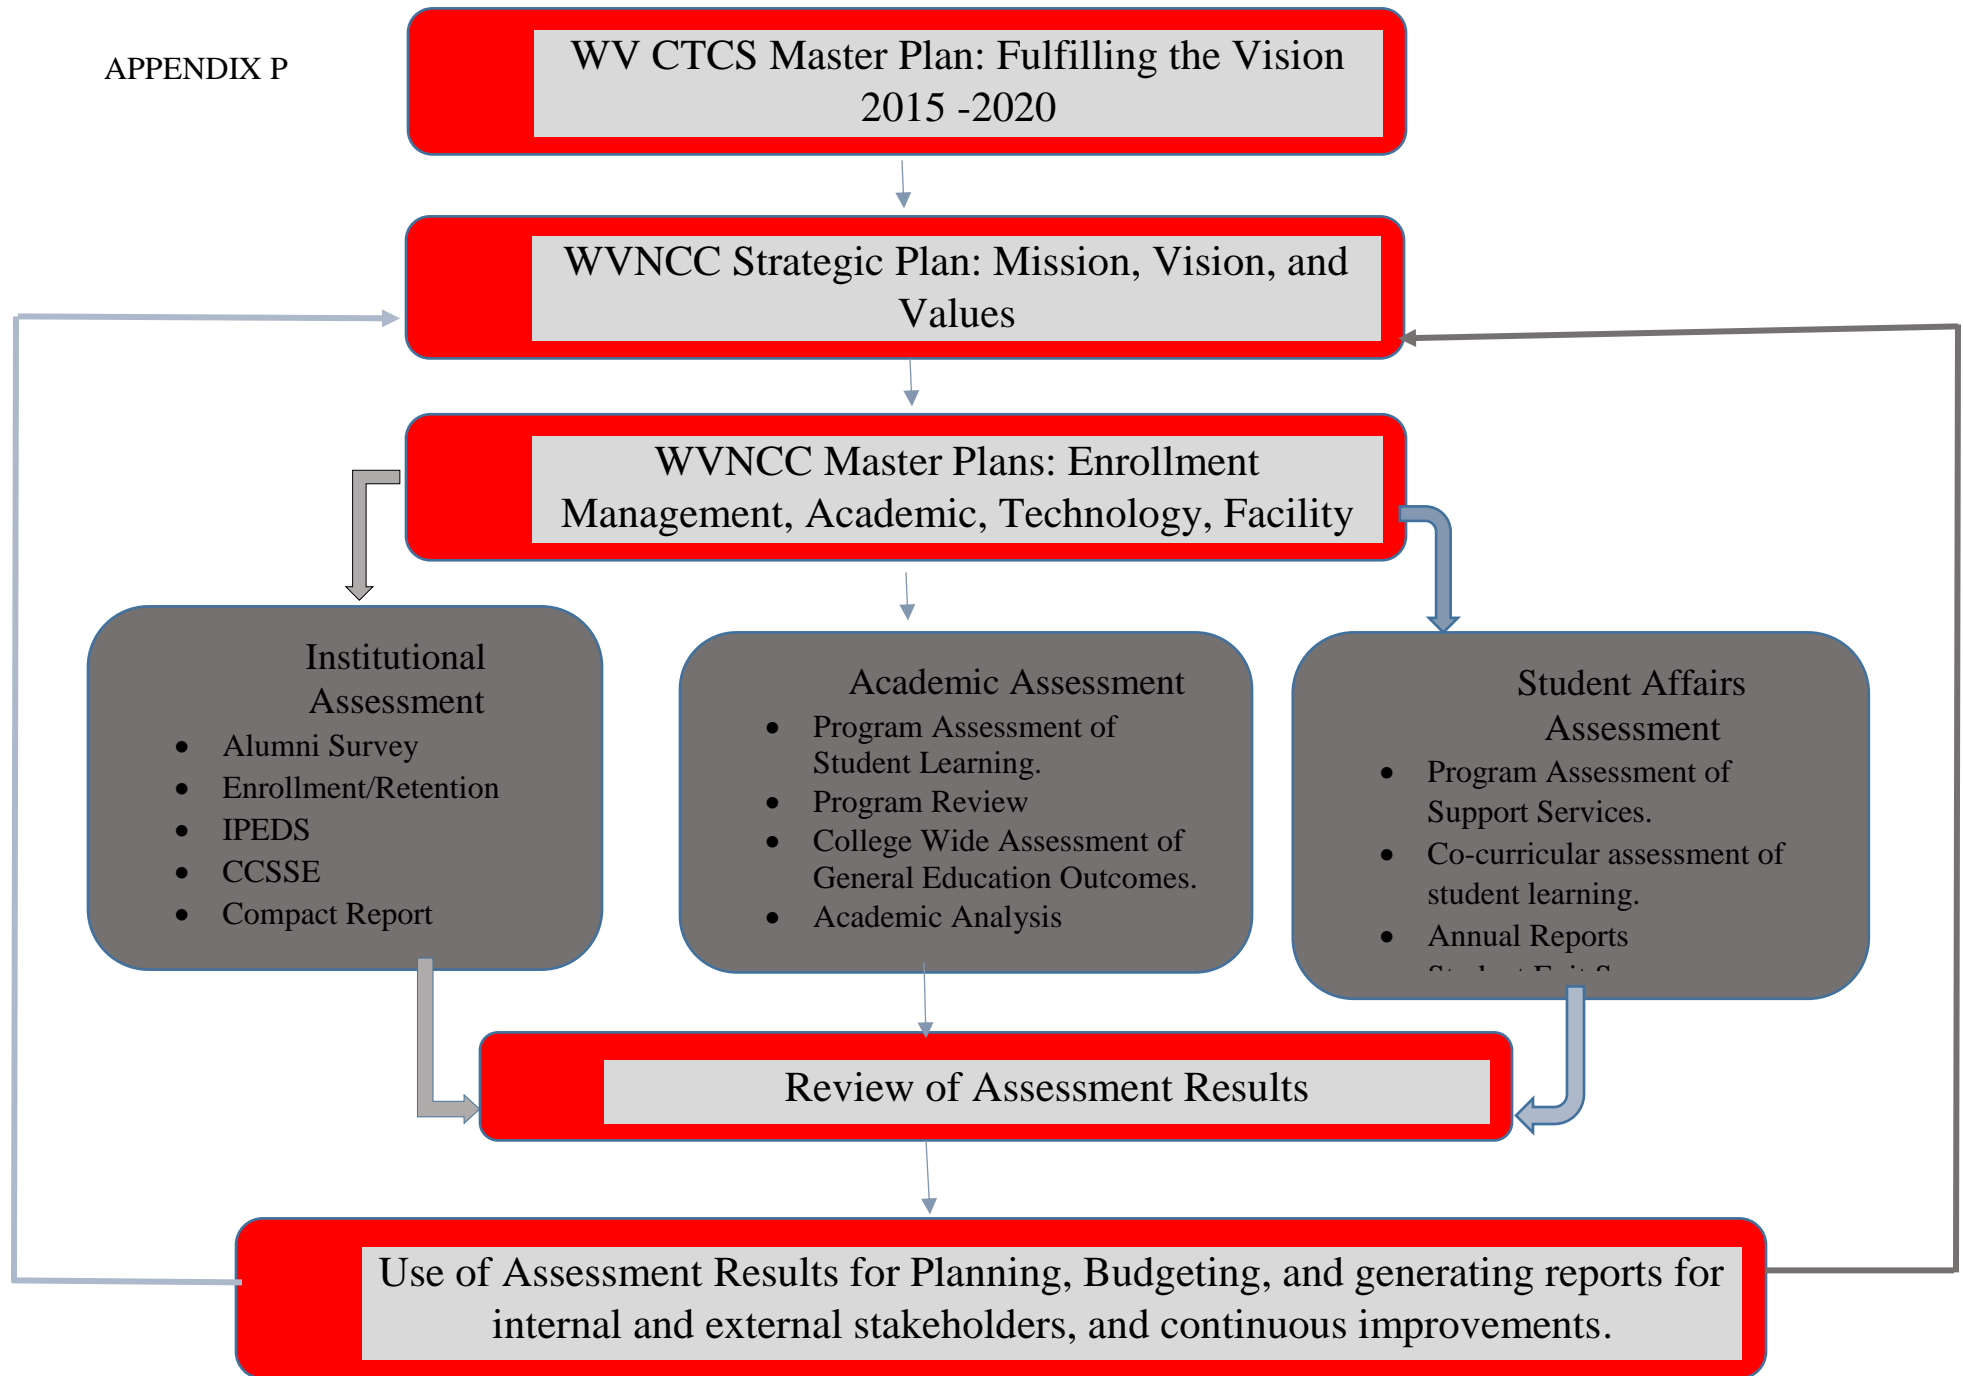 APPENDIX P
WV CTCS Master Plan: Fulfilling the Vision
2015 -2020
WVNCC Strategic Plan: Mission, Vision, and
Values
WVNCC Master Plans: Enrollment
Management, Academic, Technology, Facility
Institutional
Assessment
• Alumni Survey
• Enrollment/Retention
• IPEDS
• CCSSE
• Compact Report
Academic Assessment
• Program Assessment of
Student Learning.
• Program Review
• College Wide Assessment of
General Education Outcomes.
• Academic Analysis
Student Affairs
Assessment
• Program Assessment of
Support Services.
• Co-curricular assessment of
student learning.
• Annual Reports
Review of Assessment Results
Use of Assessment Results for Planning, Budgeting, and generating reports for
internal and external stakeholders, and continuous improvements.